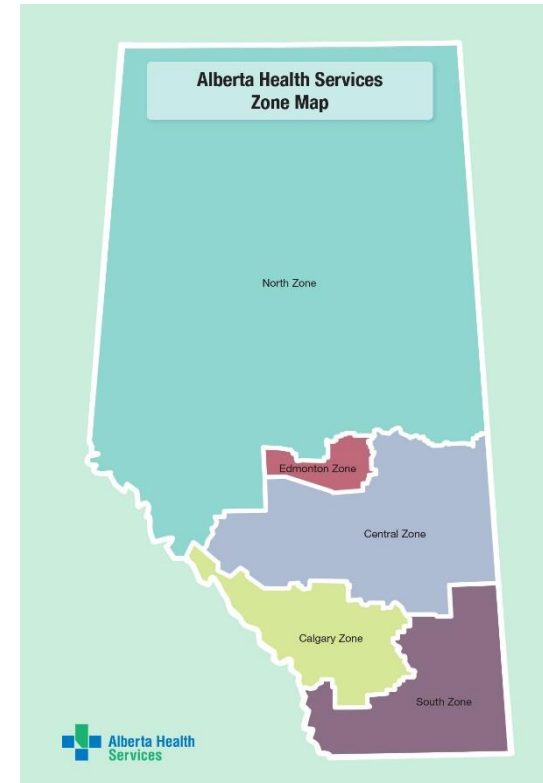 Alberta Health Services
Zone Map
North Zone
Edmonton Zone
Central Zone
Calgary Zone
South Zone
Alberta Health
Services